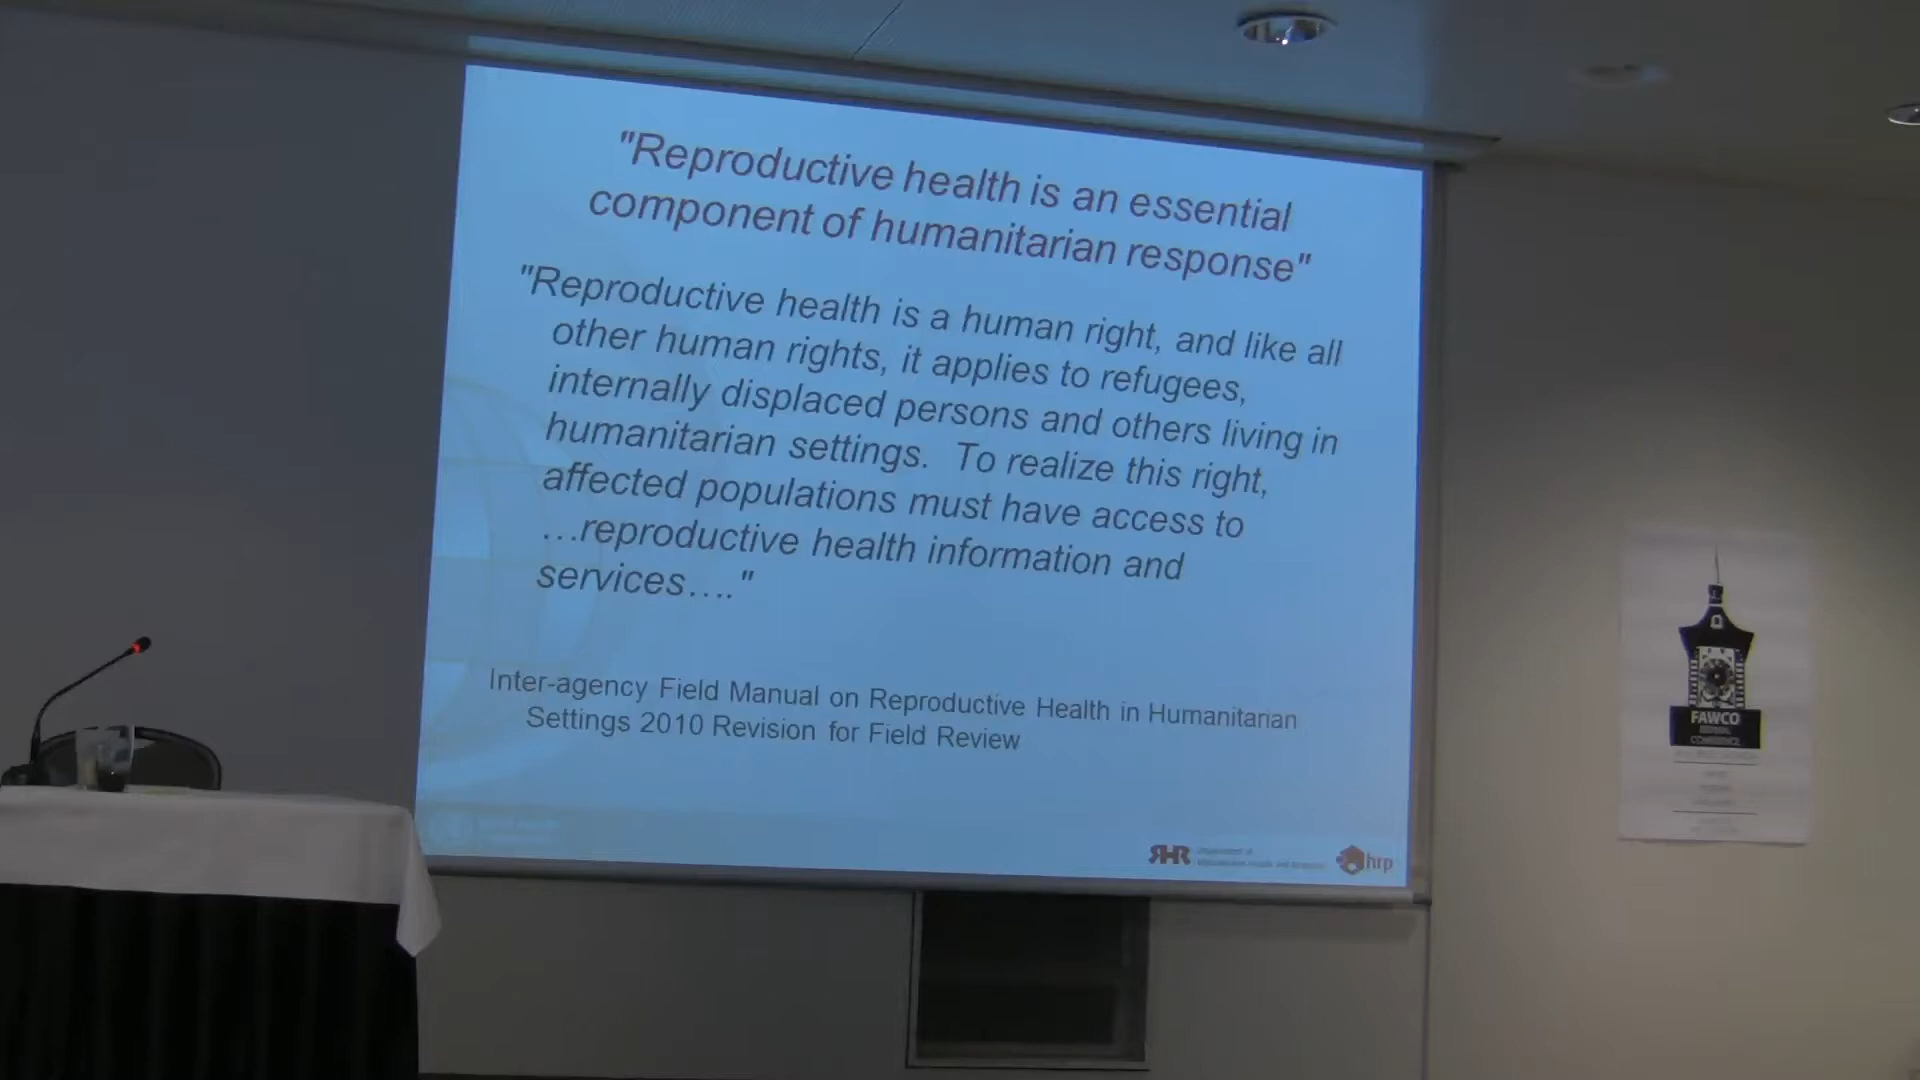 "Reproductive health is an essential
component of humanitarian response"
"Reproductive health is a human right, and like all
other human rights, it applies to refugees,
internally displaced persons and others living in
humanitarian settings. To realize this right,
affected populations must have access to
…reproductive health information and
services…."
Inter-agency Field Manual on Reproductive Health in Humanitarian
Settings 2010 Revision for Field Review
RHR
hrp
FAWCO